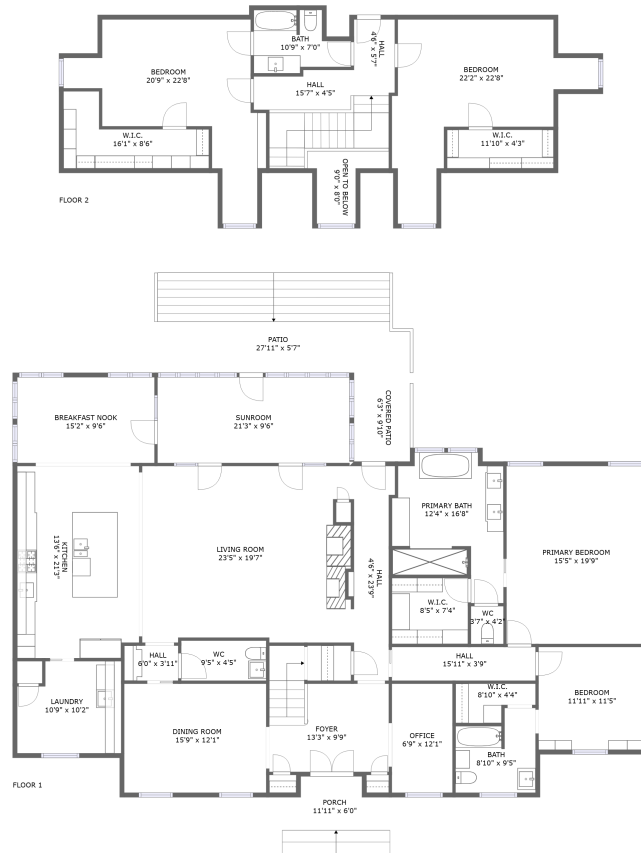 BATH
10'9" x 7'0"
HALL
4'6" x 5'7"
BEDROOM
20'9" x 22'8"
BEDROOM
22'2" x 22'8"
HALL
15'7" x 4'5"
W.I.C.
16'1" x 8'6"
W.I.C.
11'10" x 4'3"
OPEN TO BELOW
9'0" x 8'0"
FLOOR 2
PATIO
27'11" x 5'7"
COVERED PATIO
6'3" x 9'10"
BREAKFAST NOOK
15'2" x 9'6"
SUNROOM
21'3" x 9'6"
PRIMARY BATH
12'4" x 16'8"
KITCHEN
13'6" x 21'3"
LIVING ROOM
23'5" x 19'7"
HALL
4'6" x 23'9"
PRIMARY BEDROOM
15'5" x 19'9"
W.I.C.
8'5" x 7'4"
WC
3'7" x 4'2"
HALL
6'0" x 3'11"
WC
9'5" x 4'5"
HALL
15'11" x 3'9"
LAUNDRY
10'9" x 10'2"
W.I.C.
8'10" x 4'4"
BEDROOM
11'11" x 11'5"
DINING ROOM
15'9" x 12'1"
FOYER
13'3" x 9'9"
OFFICE
6'9" x 12'1"
BATH
8'10" x 9'5"
FLOOR 1
PORCH
11'11" x 6'0"